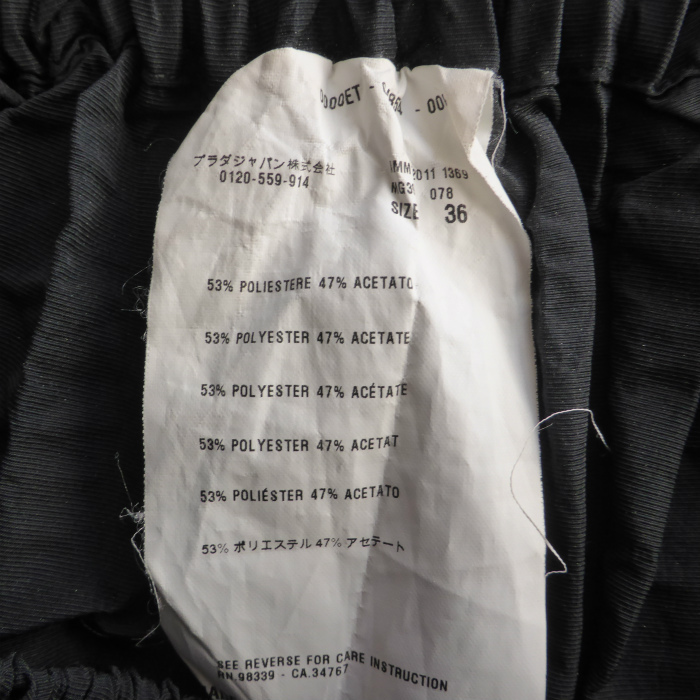 プラダジャパン株式会社
0120-559-914
2011 1369
078
SIZE 36
53% POLIESTERE 47% ACETATO
53% POLYESTER 47% ACETATE
53% POLYESTER 47% ACÉTATE
53% POLYESTER 47% ACETAT
53% POLIÉSTER 47% ACETATO
53% ポリエステル 47% アセテート
SEE REVERSE FOR CARE INSTRUCTION
RN.98339 - CA.34767